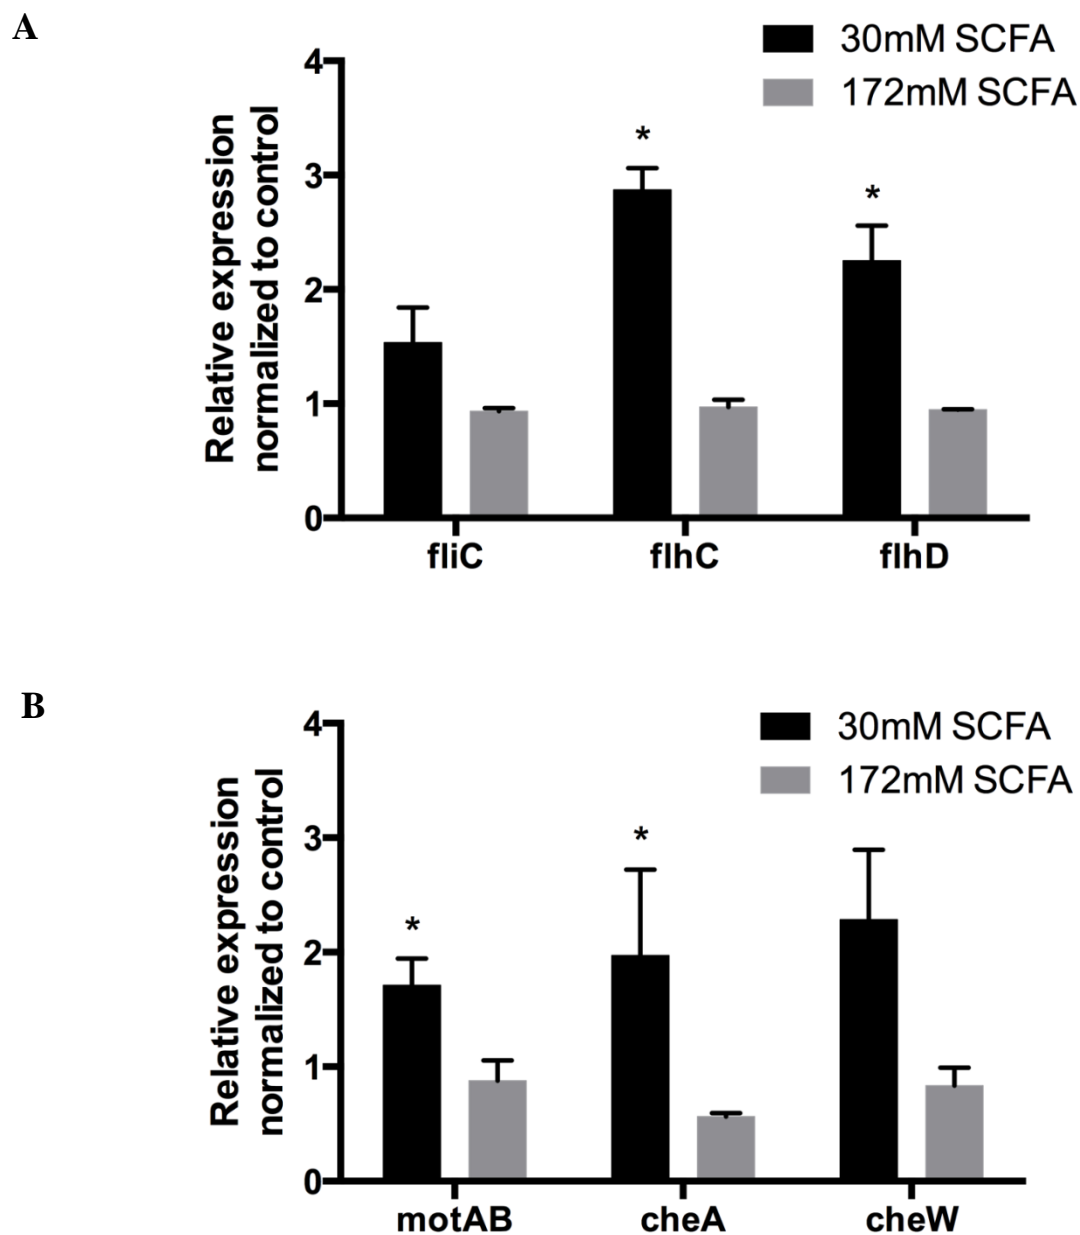 A
30mM SCFA
172mM SCFA
Relative expression
normalized to control
4
3
2
1
0
*
*
fliC
flhC
flhD
B
30mM SCFA
172mM SCFA
Relative expression
normalized to control
4
3
2
1
0
*
*
motAB
cheA
cheW